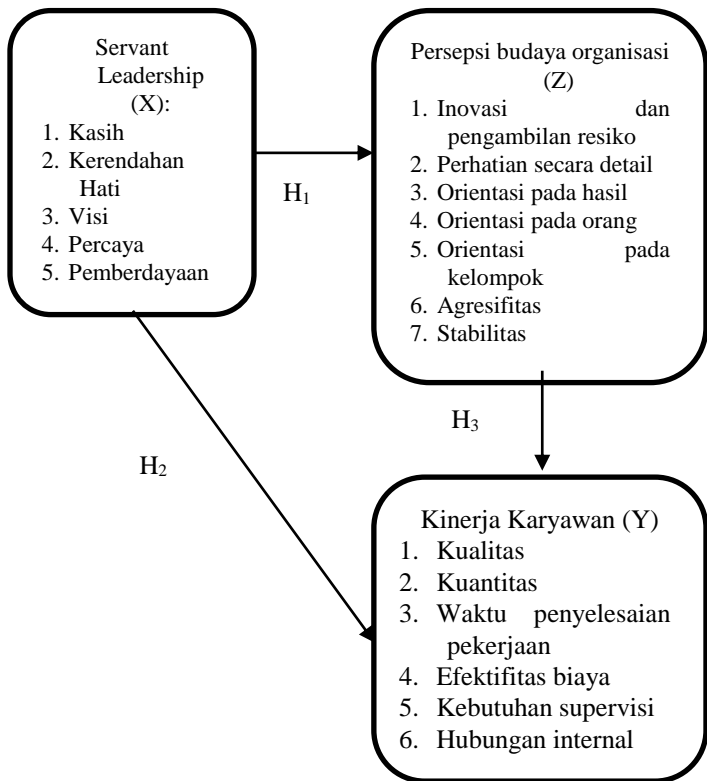 Servant
Leadership
(X):
1. Kasih
2. Kerendahan
Hati
3. Visi
4. Percaya
5. Pemberdayaan
H₁
Persepsi budaya organisasi
(Z)
1. Inovasi dan
pengambilan resiko
2. Perhatian secara detail
3. Orientasi pada hasil
4. Orientasi pada orang
5. Orientasi pada
kelompok
6. Agresifitas
7. Stabilitas
H₃
H₂
Kinerja Karyawan (Y)
1. Kualitas
2. Kuantitas
3. Waktu penyelesaian
pekerjaan
4. Efektifitas biaya
5. Kebutuhan supervisi
6. Hubungan internal